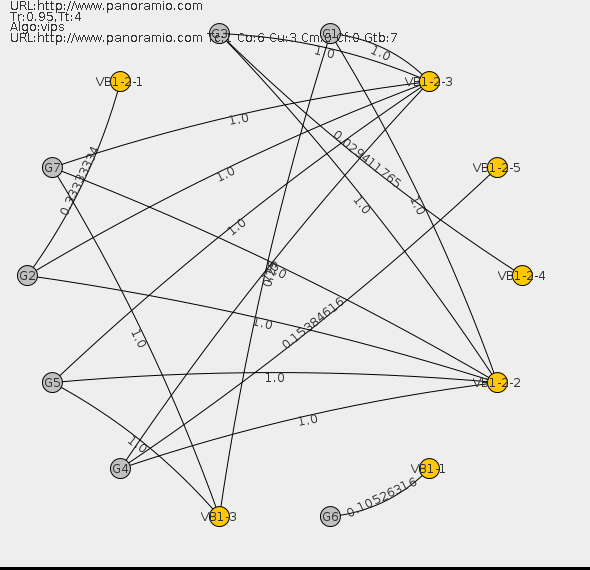 URL:http://www.panoramio.com
Tr:0.95,Tt:4
Algo:vips
URL:http://www.panoramio.com Tc:1 Co:6 Cu:3 Cm:0 Cf:0 Gtb:7
G3
G1
1.0
1.0
VB1-2-1
VB1-2-3
1.0
0.029411765
G7
0.33333334
VB1-2-5
1.0
1.0
1.0
1.0
G2
1.0
VB1-2-4
1.0
0.15384616
1.0
G5
1.0
VB1-2-2
1.0
1.0
G4
VB1-1
0.10526316
VB1-3
G6